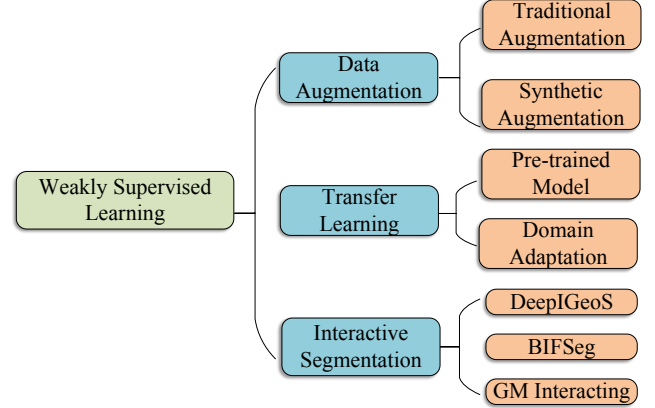 Weakly Supervised
Learning
Data
Augmentation
Traditional
Augmentation
Synthetic
Augmentation
Transfer
Learning
Pre-trained
Model
Domain
Adaptation
Interactive
Segmentation
DeepIGeoS
BIFSeg
GM Interacting